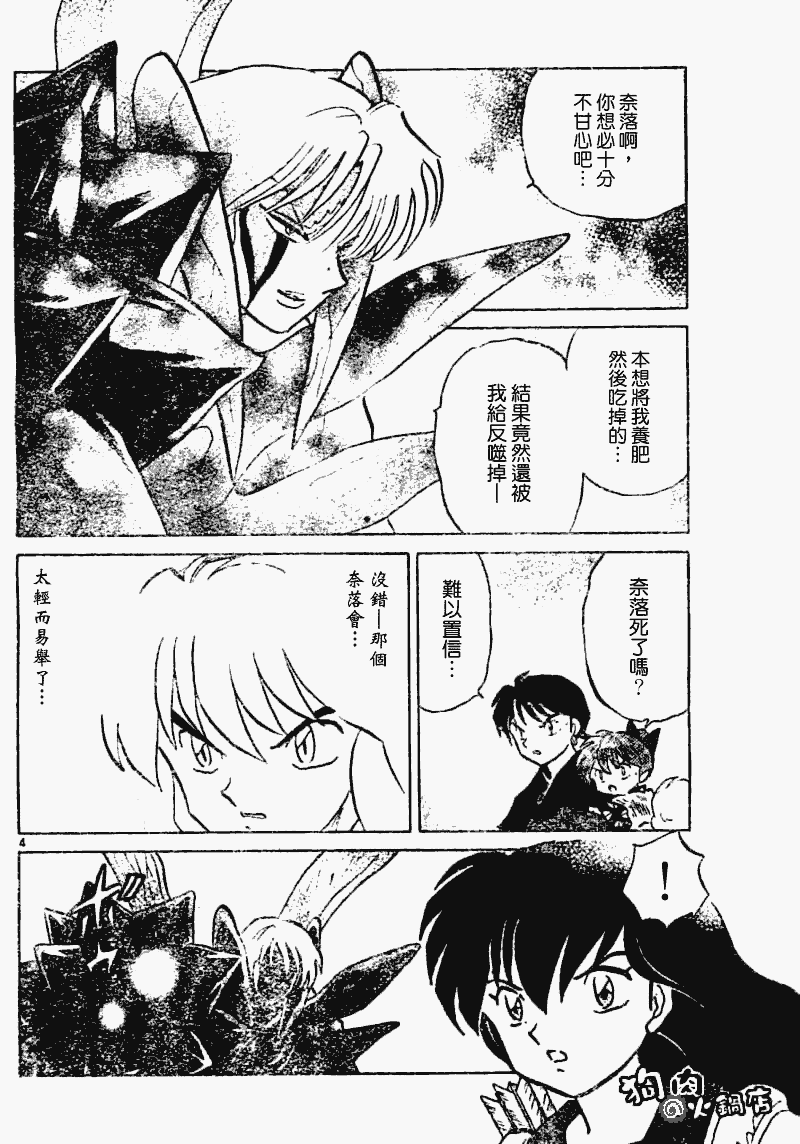 奈落啊，
你想必十分
不甘心吧…
本想將我養肥
然後吃掉的…
結果竟然還被
我給反噬掉—
奈落死了嗎？
難以置信…
沒錯—那個
奈落會…
太輕而易舉了…
4
！
狗肉
火鍋店